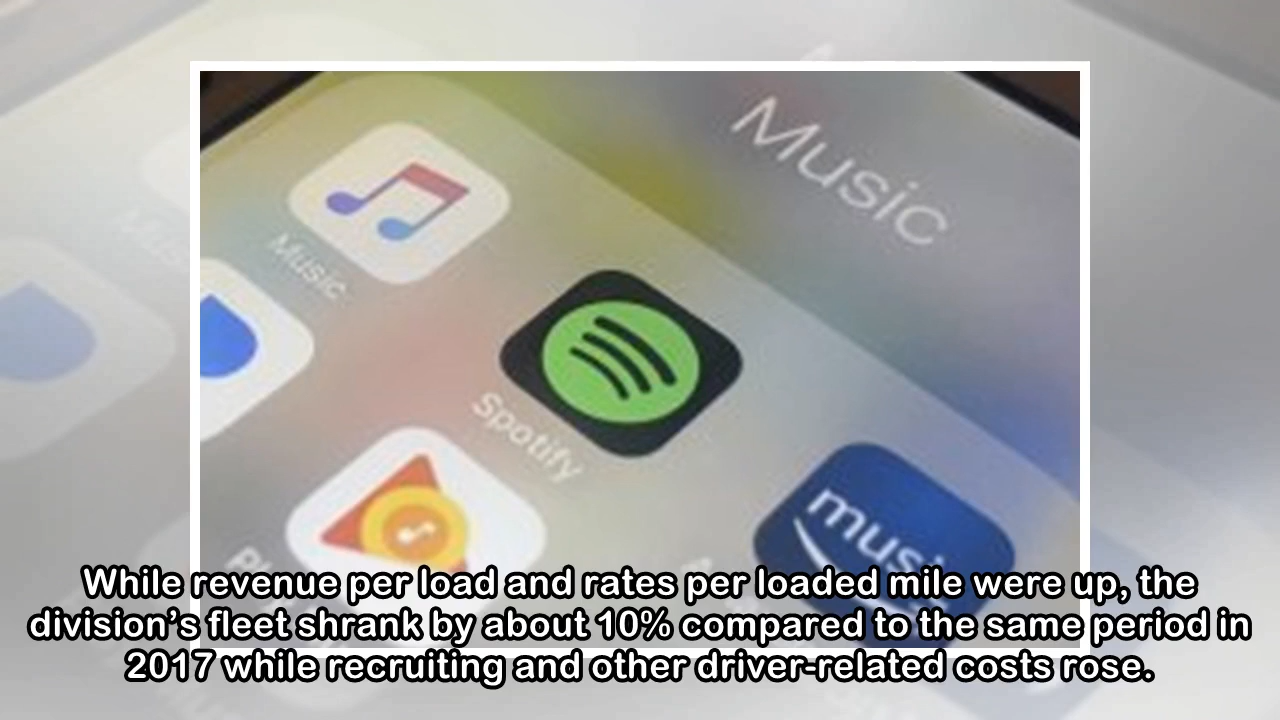 Music
Music
Spotify
music
While revenue per load and rates per loaded mile were up, the
division's fleet shrank by about 10% compared to the same period in
2017 while recruiting and other driver-related costs rose.